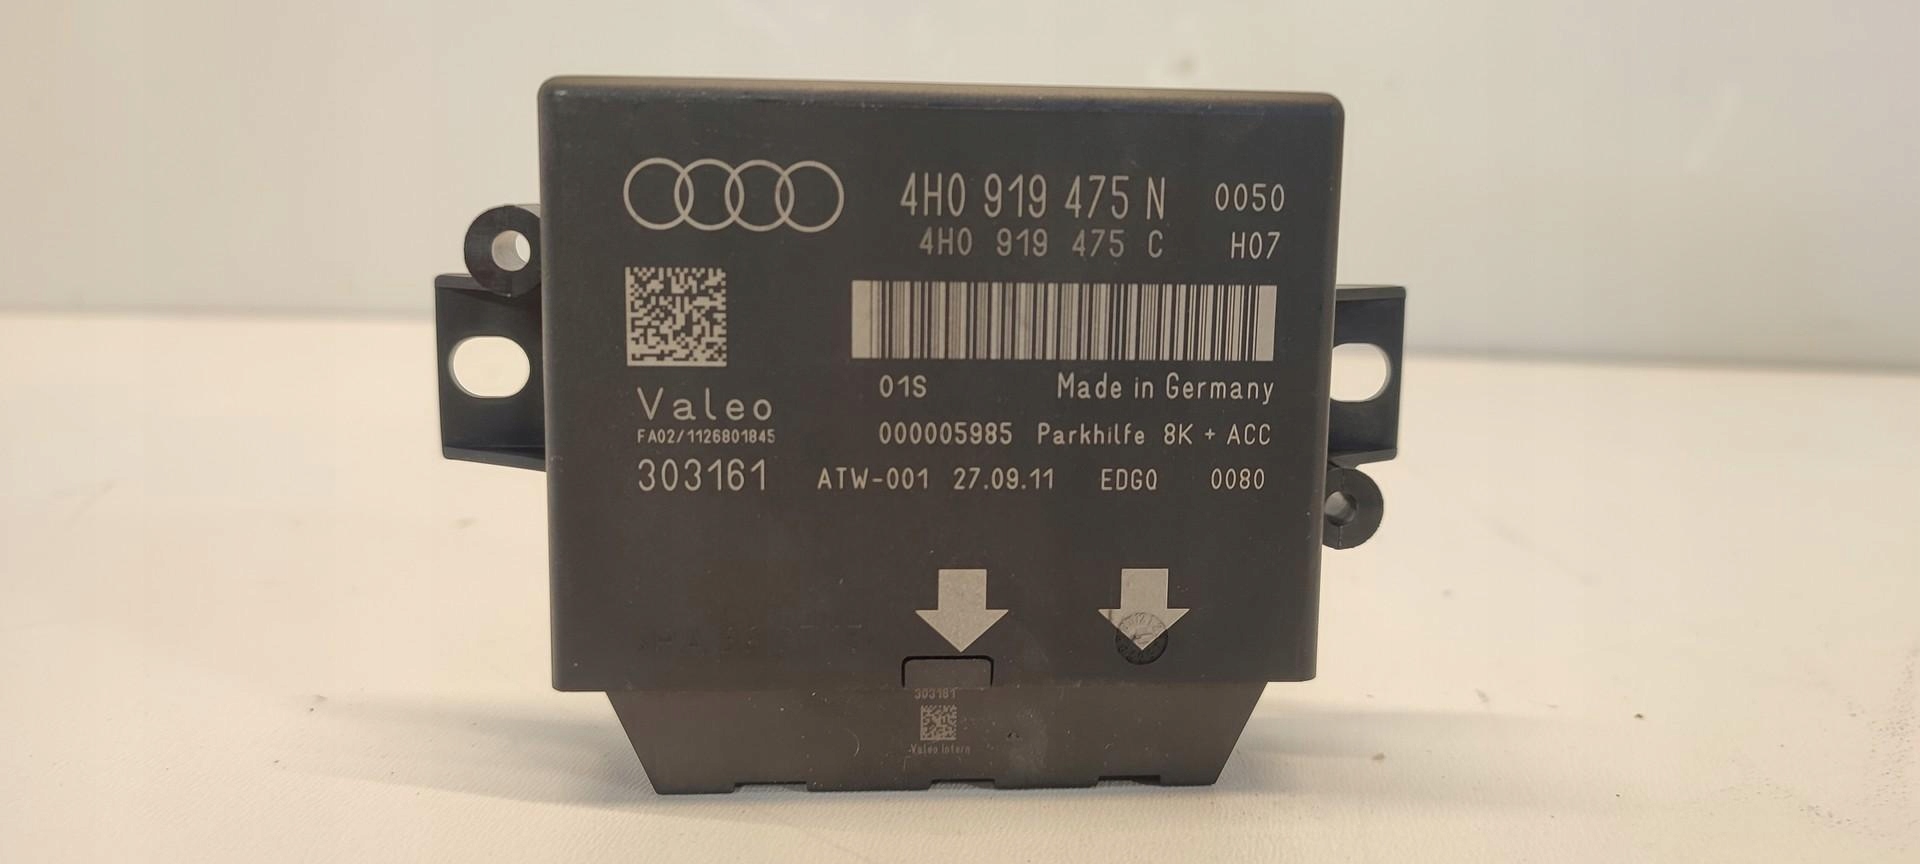 4H0 919 475 N 0050
4H0 919 475 C H07
01S Made in Germany
Valeo
FA02/1126801845
000005985 Parkhilfe 8K + ACC
303161 ATW-001 27.09.11 EDGQ 0080
303161
Valeo intern